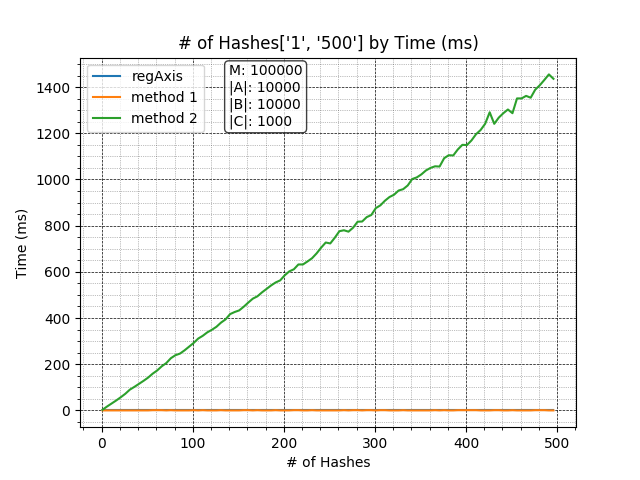 # of Hashes['1', '500'] by Time (ms)
regAxis
method 1
method 2
M: 100000
|A|: 10000
|B|: 10000
|C|: 1000
Time (ms)
1400
1200
1000
800
600
400
200
0
0 100 200 300 400 500
# of Hashes